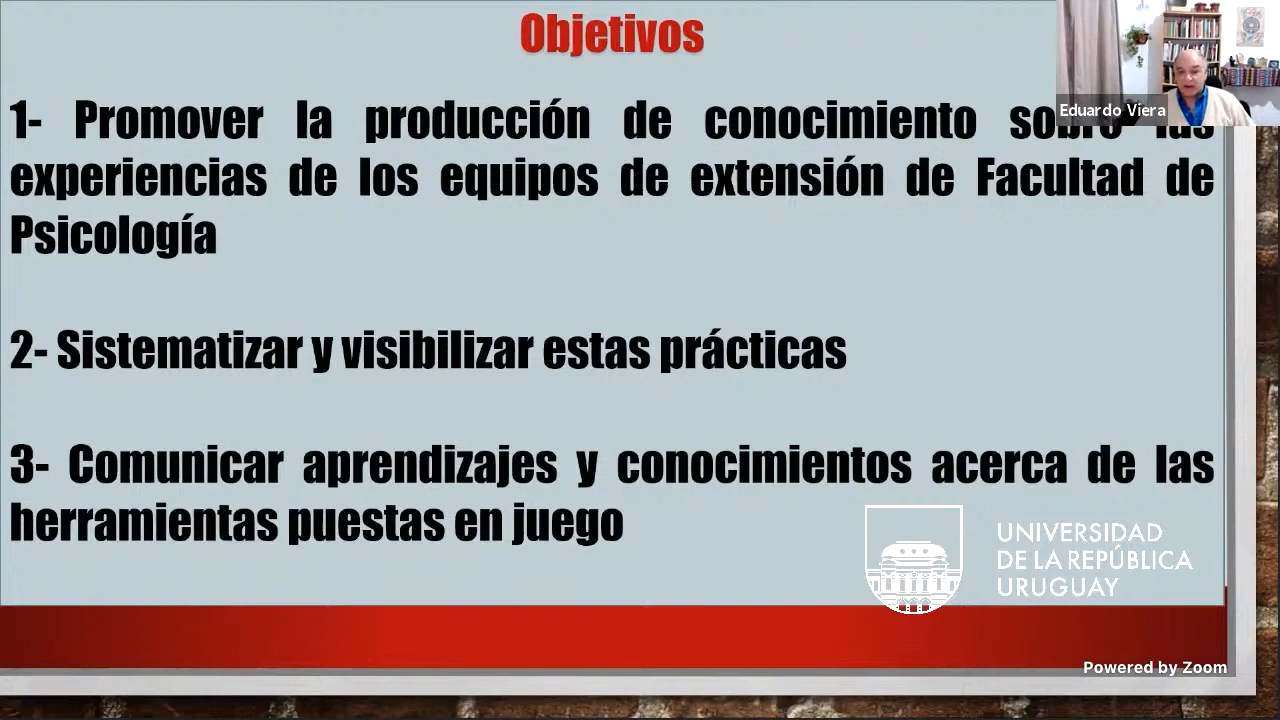 Objetivos
Eduardo Viera
1- Promover la producción de conocimiento sobre las
experiencias de los equipos de extensión de Facultad de
Psicología
2- Sistematizar y visibilizar estas prácticas
3- Comunicar aprendizajes y conocimientos acerca de las
herramientas puestas en juego
UNIVERSIDAD
DE LA REPÚBLICA
URUGUAY
Powered by Zoom